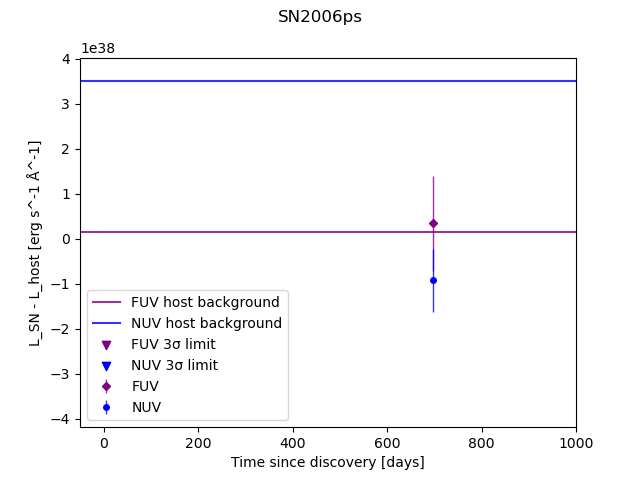 SN2006ps
1e38
4
3
2
1
0
−1
−2
−3
−4
L_SN - L_host [erg s^-1 Å^-1]
FUV host background
NUV host background
FUV 3σ limit
NUV 3σ limit
FUV
NUV
0 200 400 600 800 1000
Time since discovery [days]